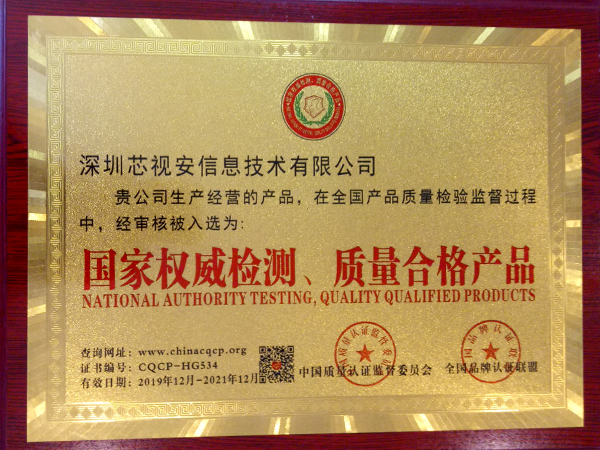 深圳芯视安信息技术有限公司
贵公司生产经营的产品，在全国产品质量检验监督过程
中，经审核被入选为：
国家权威检测、质量合格产品
NATIONAL AUTHORITY TESTING, QUALITY QUALIFIED PRODUCTS
查询网址：www.chinacqcp.org
证书编号：CQCP-HG534
有效日期：2019年12月-2021年12月
中国质量认证监督委员会
全国品牌认证联盟